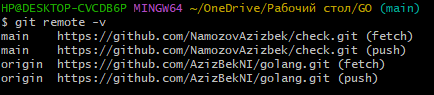 HP@DESKTOP-CVCDB6P MINGW64 ~/OneDrive/Рабочий стол/GO (main)
$ git remote -v
main    https://github.com/NamozovAzizbek/check.git (fetch)
main    https://github.com/NamozovAzizbek/check.git (push)
origin  https://github.com/AzizBekNI/golang.git (fetch)
origin  https://github.com/AzizBekNI/golang.git (push)